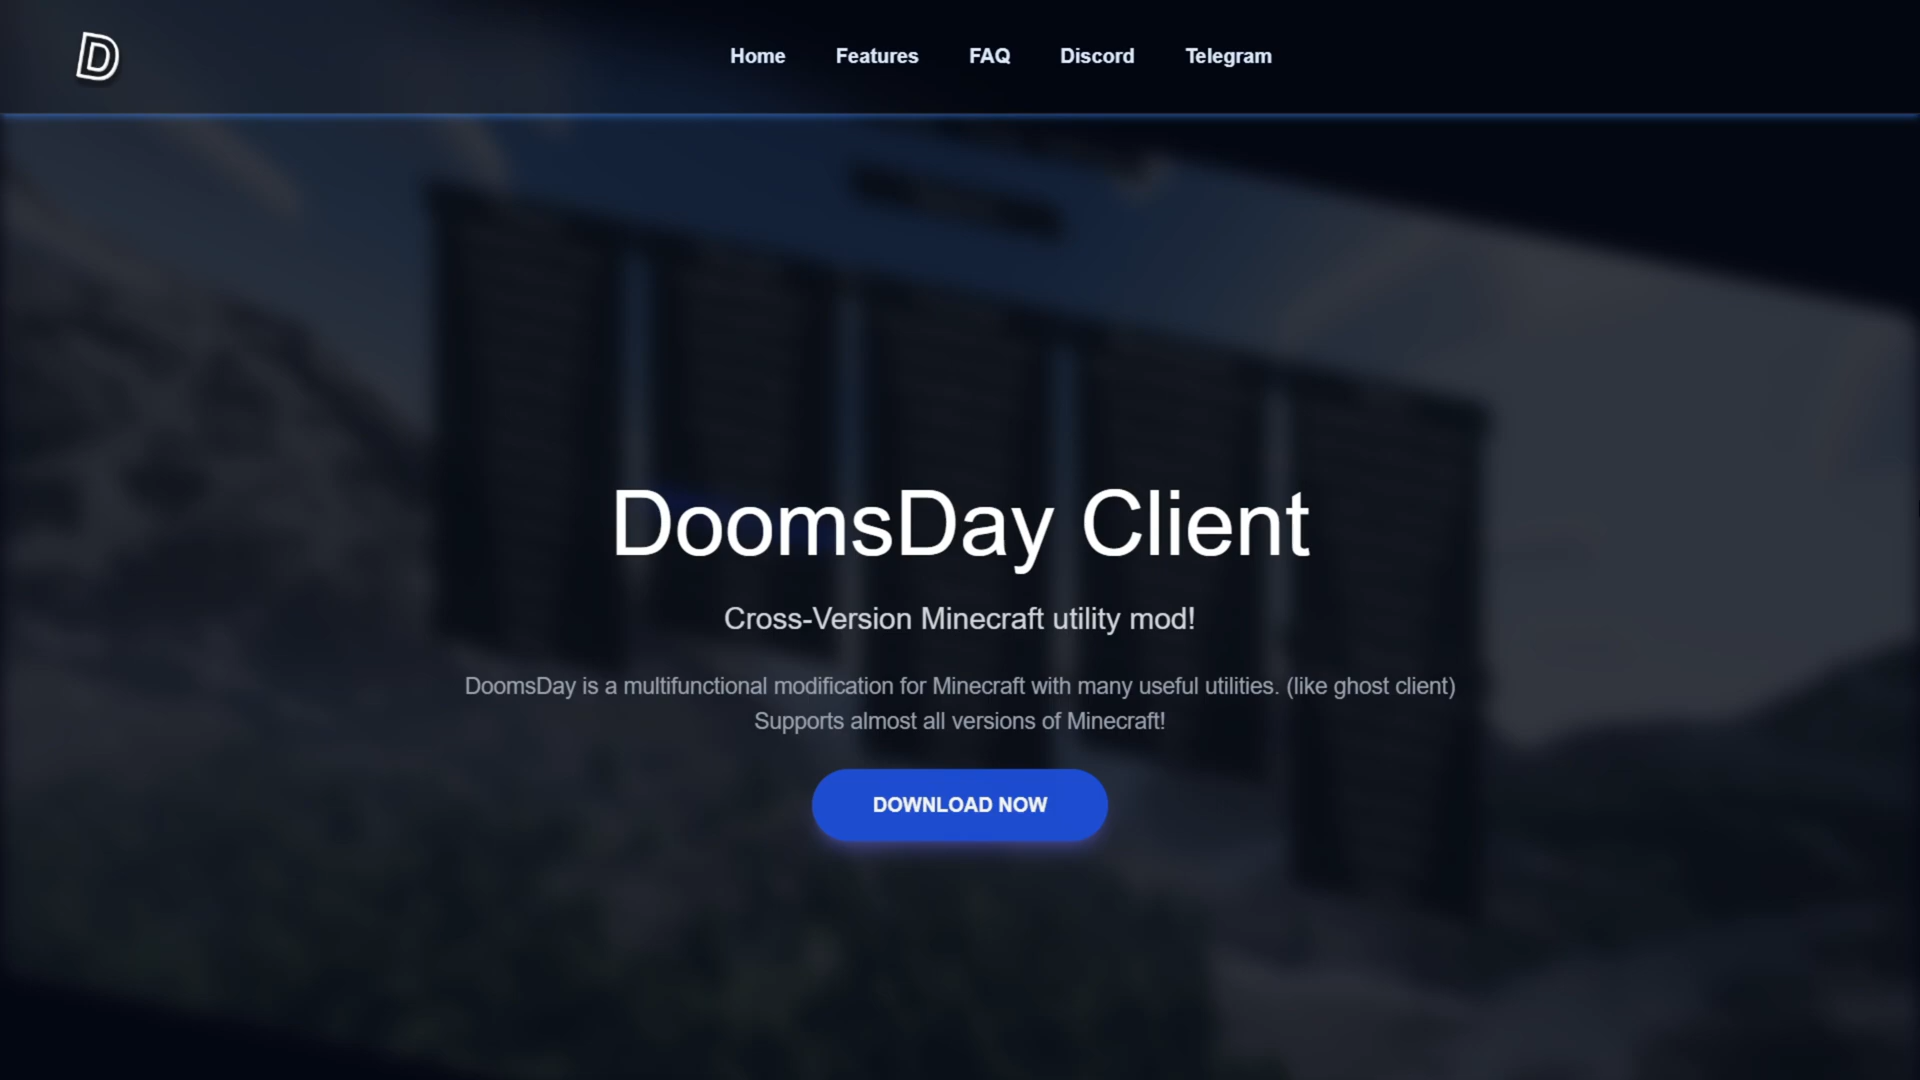 D
Home Features FAQ Discord Telegram
DoomsDay Client
Cross-Version Minecraft utility mod!
DoomsDay is a multifunctional modification for Minecraft with many useful utilities. (like ghost client)
Supports almost all versions of Minecraft!
DOWNLOAD NOW